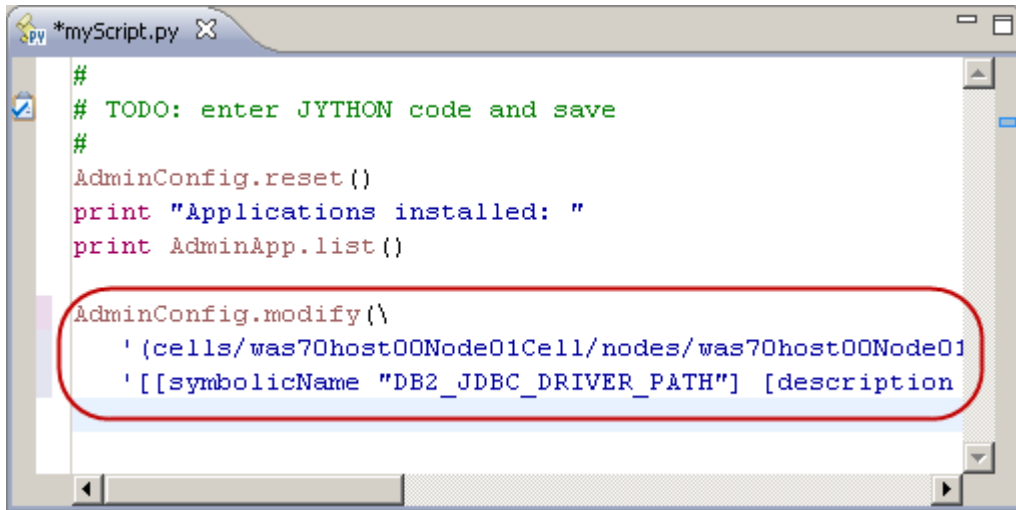 *myScript.py
#
# TODO: enter JYTHON code and save
#
AdminConfig.reset()
print "Applications installed: "
print AdminApp.list()
AdminConfig.modify(\
'(cells/was70host00Node01Cell/nodes/was70host00Node01
'[[symbolicName "DB2_JDBC_DRIVER_PATH"] [description